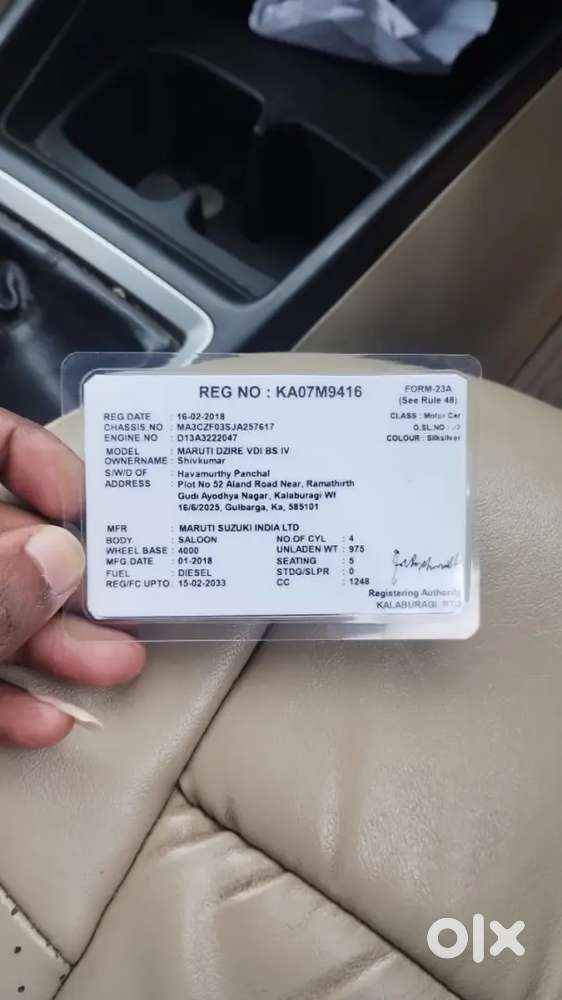 REG NO : KA07M9416
FORM-23A
(See Rule 48)
REG.DATE : 16-02-2018
CLASS : Motor Car
CHASSIS.NO : MA3CZF03SJA257617
O.SL.NO :
ENGINE.NO : D13A3222047
COLOUR : Silksilver
MODEL : MARUTI DZIRE VDI BS IV
OWNERNAME : Shivkumar
S/W/D OF : Havamurthy Panchal
ADDRESS : Plot No 52 Aland Road Near, Ramathirth
Gudi Ayodhya Nagar, Kalaburagi Wf
16/6/2025, Gulbarga, Ka, 585101
MFR : MARUTI SUZUKI INDIA LTD
BODY : SALOON NO.OF CYL : 4
WHEEL BASE : 4000 UNLADEN WT : 975
MFG.DATE : 01-2018 SEATING : 5
FUEL : DIESEL STDG/SLPR : 0
REG/FC UPTO : 15-02-2033 CC : 1248
Registering Authority
KALABURAGI RTO
olx